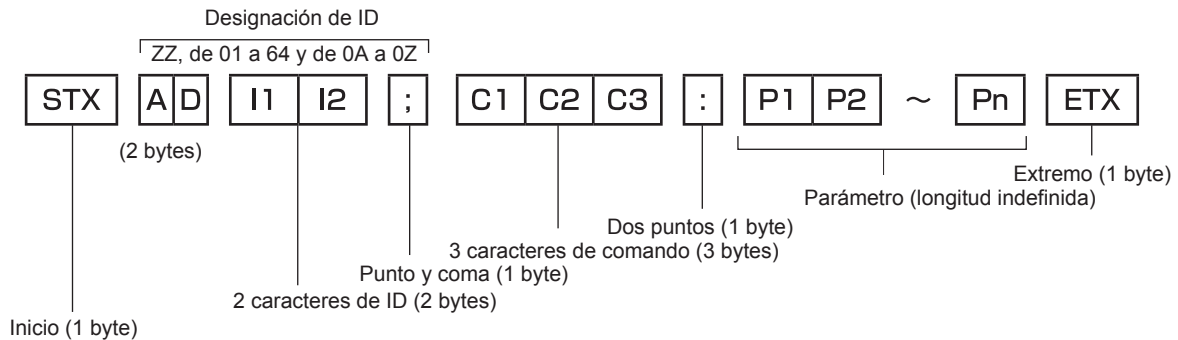 Designación de ID
ZZ, de 01 a 64 y de 0A a 0Z
STX A D I1 I2 ; C1 C2 C3 : P1 P2 ~ Pn ETX
(2 bytes)
Extremo (1 byte)
Parámetro (longitud indefinida)
Dos puntos (1 byte)
3 caracteres de comando (3 bytes)
Punto y coma (1 byte)
2 caracteres de ID (2 bytes)
Inicio (1 byte)